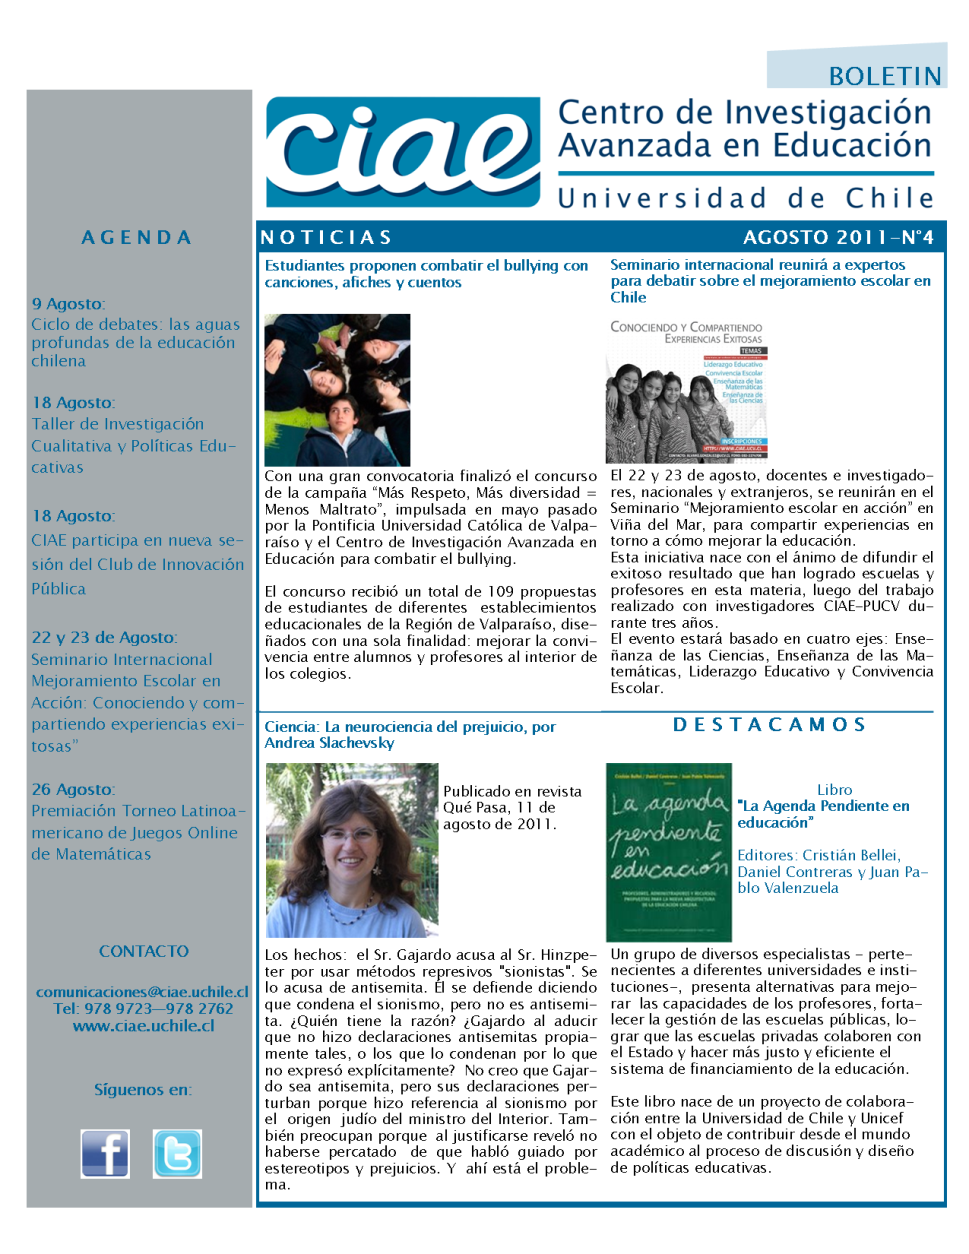 BOLETIN
ciae
Centro de Investigación
Avanzada en Educación
Universidad de Chile
AGENDA
9 Agosto:
Ciclo de debates: las aguas
profundas de la educación
chilena
18 Agosto:
Taller de Investigación
Cualitativa y Políticas Edu-
cativas
18 Agosto:
CIAE participa en nueva se-
sión del Club de Innovación
Pública
22 y 23 de Agosto:
Seminario Internacional
Mejoramiento Escolar en
Acción: Conociendo y com-
partiendo experiencias exi-
tosas”
26 Agosto:
Premiación Torneo Latinoa-
mericano de Juegos Online
de Matemáticas
CONTACTO
comunicaciones@ciae.uchile.cl
Tel: 978 9723—978 2762
www.ciae.uchile.cl
Síguenos en:
NOTICIAS
AGOSTO 2011-N°4
Estudiantes proponen combatir el bullying con
canciones, afiches y cuentos
Con una gran convocatoria finalizó el concurso
de la campaña “Más Respeto, Más diversidad =
Menos Maltrato”, impulsada en mayo pasado
por la Pontificia Universidad Católica de Valpa-
raíso y el Centro de Investigación Avanzada en
Educación para combatir el bullying.
El concurso recibió un total de 109 propuestas
de estudiantes de diferentes establecimientos
educacionales de la Región de Valparaíso, dise-
ñados con una sola finalidad: mejorar la convi-
vencia entre alumnos y profesores al interior de
los colegios.
Seminario internacional reunirá a expertos
para debatir sobre el mejoramiento escolar en
Chile
CONOCIENDO Y COMPARTIENDO
EXPERIENCIAS EXITOSAS
TEMAS
Liderazgo Educativo
Convivencia Escolar
Enseñanza de las
Matemáticas
Enseñanza de
las Ciencias
INSCRIPCIONES
El 22 y 23 de agosto, docentes e investigado-
res, nacionales y extranjeros, se reunirán en el
Seminario “Mejoramiento escolar en acción” en
Viña del Mar, para compartir experiencias en
torno a cómo mejorar la educación.
Esta iniciativa nace con el ánimo de difundir el
exitoso resultado que han logrado escuelas y
profesores en esta materia, luego del trabajo
realizado con investigadores CIAE-PUCV du-
rante tres años.
El evento estará basado en cuatro ejes: Ense-
ñanza de las Ciencias, Enseñanza de las Ma-
temáticas, Liderazgo Educativo y Convivencia
Escolar.
Ciencia: La neurociencia del prejuicio, por
Andrea Slachevsky
Publicado en revista
Qué Pasa, 11 de
agosto de 2011.
Los hechos: el Sr. Gajardo acusa al Sr. Hinzpe-
ter por usar métodos represivos "sionistas". Se
lo acusa de antisemita. Él se defiende diciendo
que condena el sionismo, pero no es antisemi-
ta. ¿Quién tiene la razón? ¿Gajardo al aducir
que no hizo declaraciones antisemitas propia-
mente tales, o los que lo condenan por lo que
no expresó explícitamente? No creo que Gajar-
do sea antisemita, pero sus declaraciones per-
turban porque hizo referencia al sionismo por
el origen judío del ministro del Interior. Tam-
bién preocupan porque al justificarse reveló no
haberse percatado de que habló guiado por
estereotipos y prejuicios. Y ahí está el proble-
ma.
DESTACAMOS
Cristián Bellei / Daniel Contreras / Juan Pablo Valenzuela
La agenda
pendiente
en
educación
PROFESORES, ADMINISTRADORES Y RECURSOS:
PROPUESTAS PARA LA NUEVA ARQUITECTURA
DE LA EDUCACIÓN CHILENA
Libro
"La Agenda Pendiente en
educación”
Editores: Cristián Bellei,
Daniel Contreras y Juan Pa-
blo Valenzuela
Un grupo de diversos especialistas - perte-
necientes a diferentes universidades e insti-
tuciones-, presenta alternativas para mejo-
rar las capacidades de los profesores, forta-
lecer la gestión de las escuelas públicas, lo-
grar que las escuelas privadas colaboren con
el Estado y hacer más justo y eficiente el
sistema de financiamiento de la educación.
Este libro nace de un proyecto de colabora-
ción entre la Universidad de Chile y Unicef
con el objeto de contribuir desde el mundo
académico al proceso de discusión y diseño
de políticas educativas.